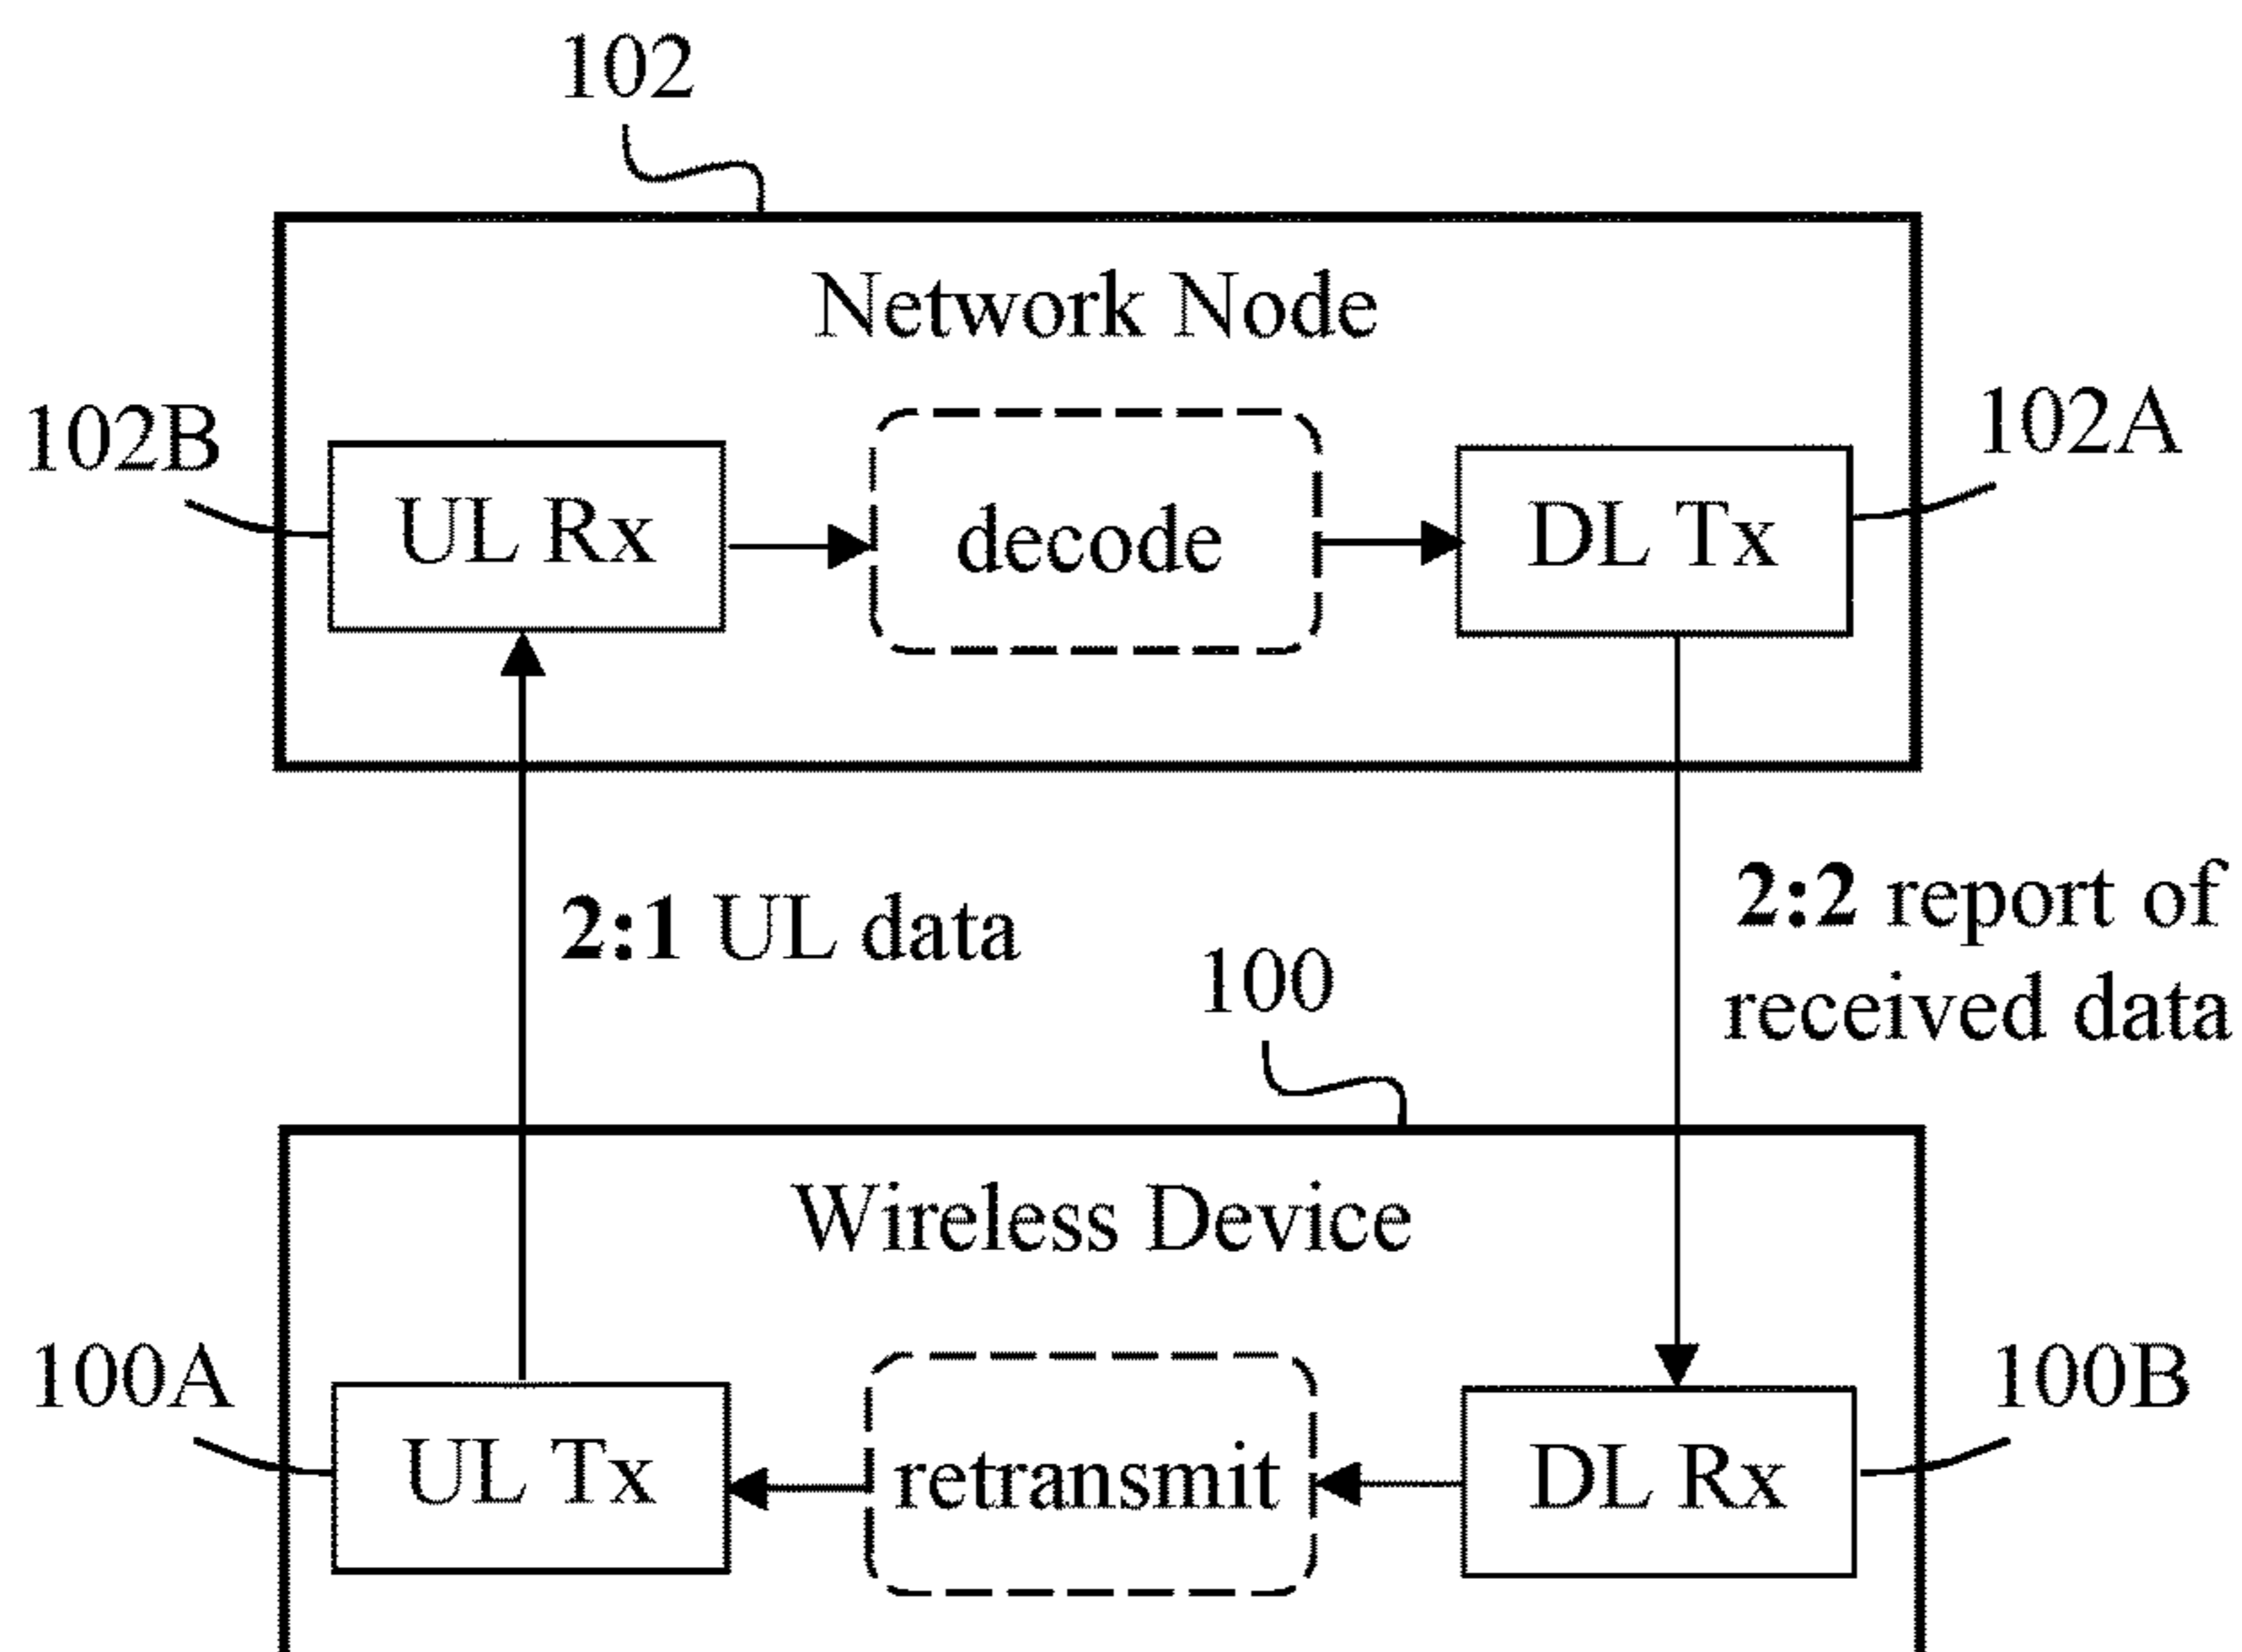 102
Network Node
102B
102A
UL Rx
decode
DL Tx
2:1 UL data
2:2 report of
received data
100
Wireless Device
100A
100B
UL Tx
retransmit
DL Rx